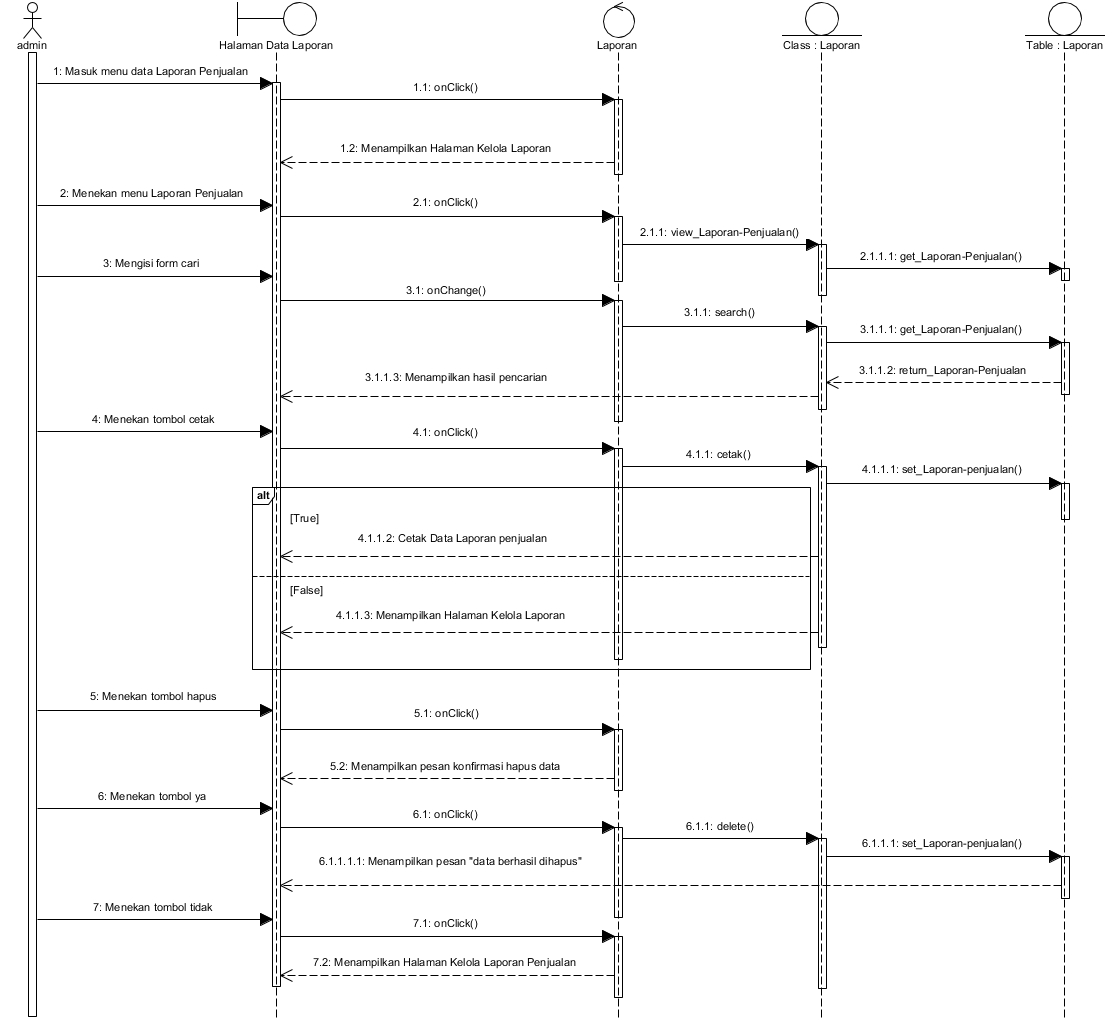 admin
Halaman Data Laporan
Laporan
Class : Laporan
Table : Laporan
1: Masuk menu data Laporan Penjualan
1.1: onClick()
1.2: Menampilkan Halaman Kelola Laporan
2: Menekan menu Laporan Penjualan
2.1: onClick()
2.1.1: view_Laporan-Penjualan()
2.1.1.1: get_Laporan-Penjualan()
3: Mengisi form cari
3.1: onChange()
3.1.1: search()
3.1.1.1: get_Laporan-Penjualan()
3.1.1.2: return_Laporan-Penjualan
3.1.1.3: Menampilkan hasil pencarian
4: Menekan tombol cetak
4.1: onClick()
4.1.1: cetak()
4.1.1.1: set_Laporan-penjualan()
alt
[True]
4.1.1.2: Cetak Data Laporan penjualan
[False]
4.1.1.3: Menampilkan Halaman Kelola Laporan
5: Menekan tombol hapus
5.1: onClick()
5.2: Menampilkan pesan konfirmasi hapus data
6: Menekan tombol ya
6.1: onClick()
6.1.1: delete()
6.1.1.1: set_Laporan-penjualan()
6.1.1.1.1: Menampilkan pesan "data berhasil dihapus"
7: Menekan tombol tidak
7.1: onClick()
7.2: Menampilkan Halaman Kelola Laporan Penjualan